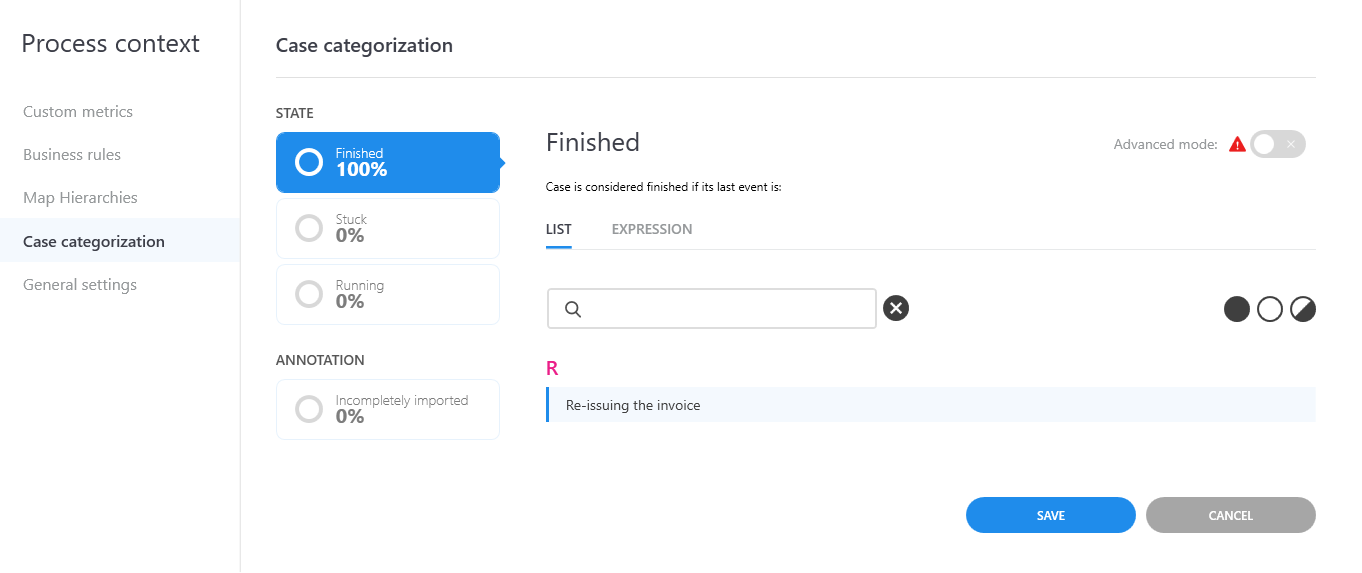 Process context
Custom metrics
Business rules
Map Hierarchies
Case categorization
General settings
Case categorization
STATE
Finished
100%
Stuck
0%
Running
0%
ANNOTATION
Incompletely imported
0%
Finished
Advanced mode:
Case is considered finished if its last event is:
LIST EXPRESSION
R
Re-issuing the invoice
SAVE CANCEL